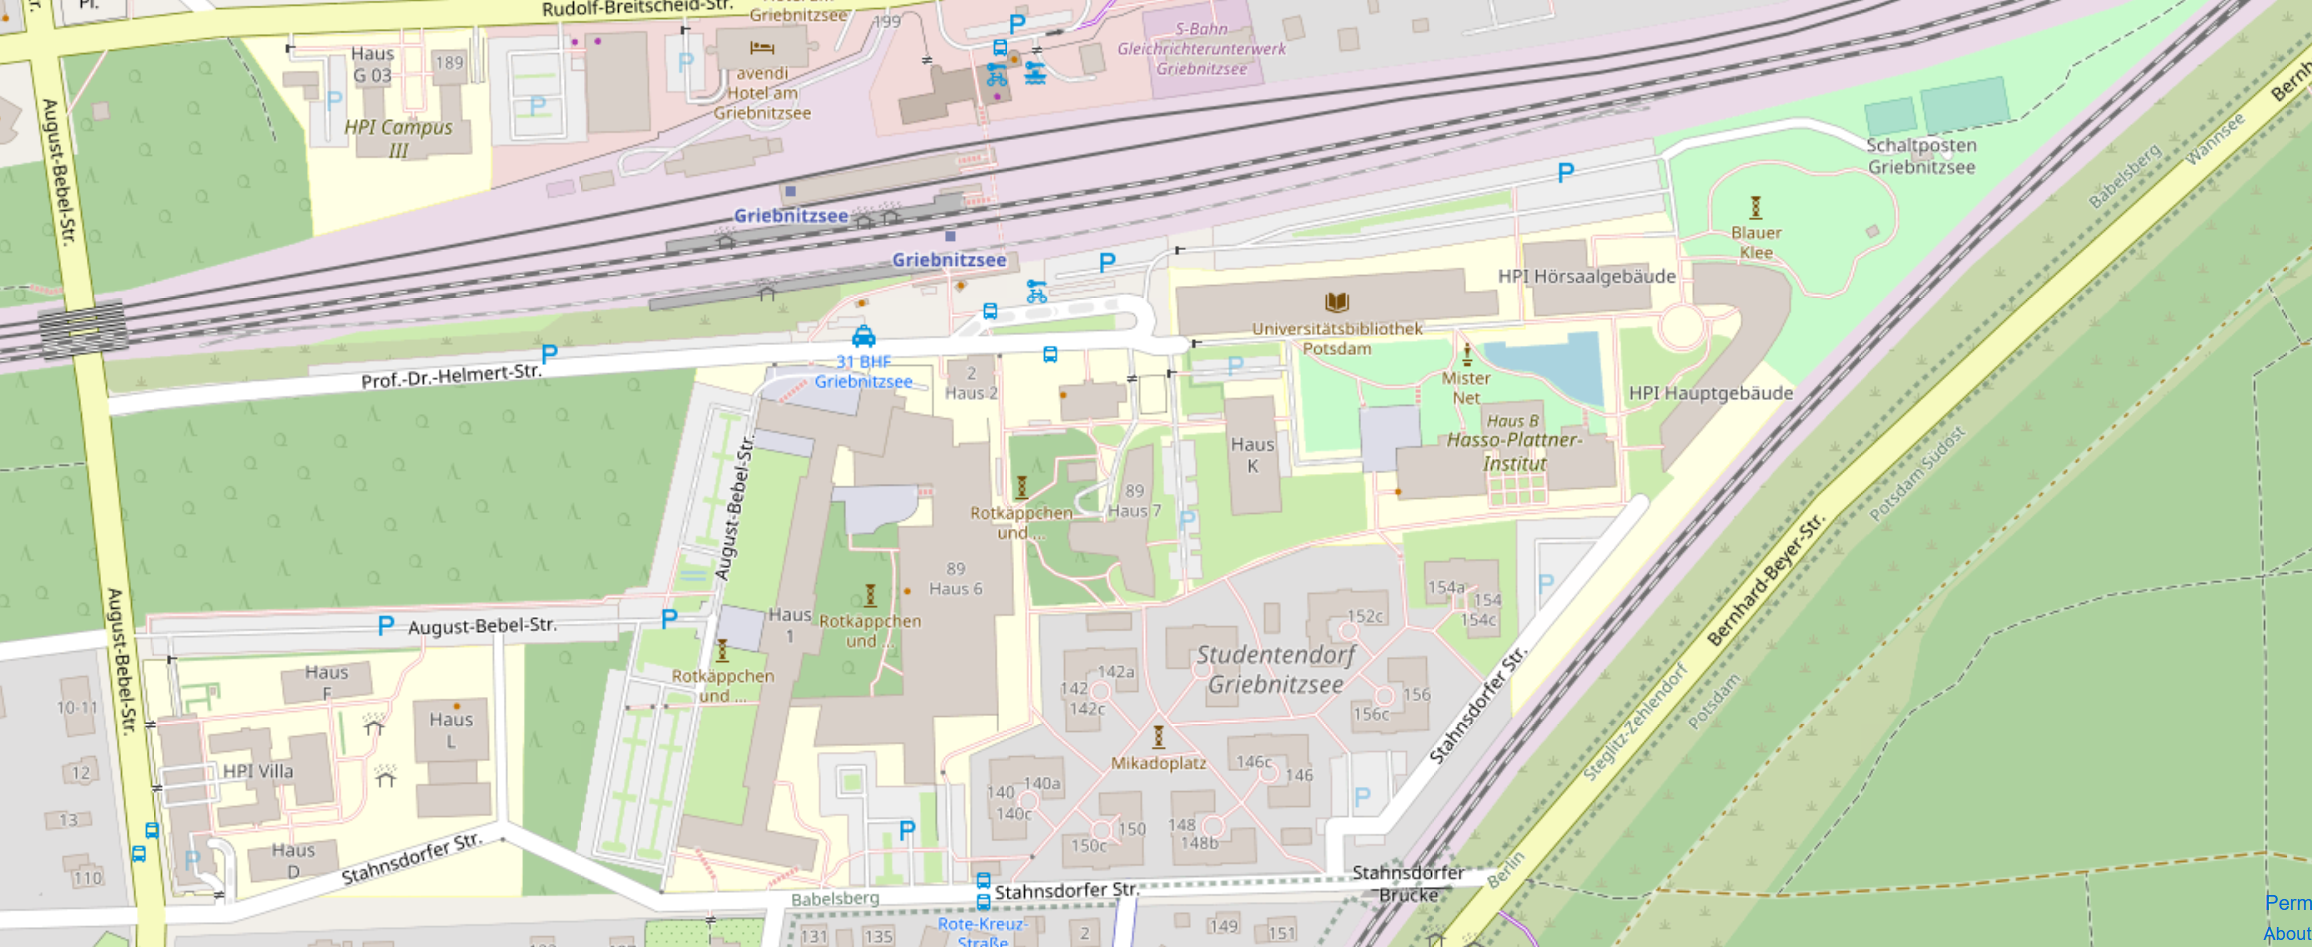 Rudolf-Breitscheid-Str.
Griebnitzsee
199
P
S-Bahn
Gleichrichterunterwerk
Griebnitzsee
Haus
G 03
189
P
P
P
avendi
Hotel am
Griebnitzsee
HPI Campus
III
August-Bebel-Str.
Bernh
Wannsee
Babelsberg
Schaltposten
Griebnitzsee
P
Griebnitzsee
Griebnitzsee
P
Blauer
Klee
HPI Hörsaalgebäude
Universitätsbibliothek
Potsdam
P
Prof.-Dr.-Helmert-Str.
31 BHF
Griebnitzsee
2
Haus 2
P
Mister
Net
HPI Hauptgebäude
Haus B
Hasso-Plattner-
Institut
Haus
K
August-Bebel-Str.
Potsdam Südost
89
Haus 7
Rotkäppchen
und ...
P
Bernhard-Beyer-Str.
89
Haus 6
Haus
1
Rotkäppchen
und ...
Rotkäppchen
und ...
154a
154
154c
P
152c
P
August-Bebel-Str.
P
August-Bebel-Str.
Studentendorf
Griebnitzsee
142
142a
142c
156
156c
Stahnsdorfer Str.
Steglitz-Zehlendorf
Potsdam
Haus
F
10-11
Haus
L
HPI Villa
12
13
110
Mikadoplatz
146c
146
140
140a
140c
150
150c
148
148b
P
P
P
Haus
D
Stahnsdorfer Str.
Babelsberg
Stahnsdorfer Str.
Stahnsdorfer
Brücke
Berlin
Rote-Kreuz-
Straße
131
135
2
149
151
Perm
About